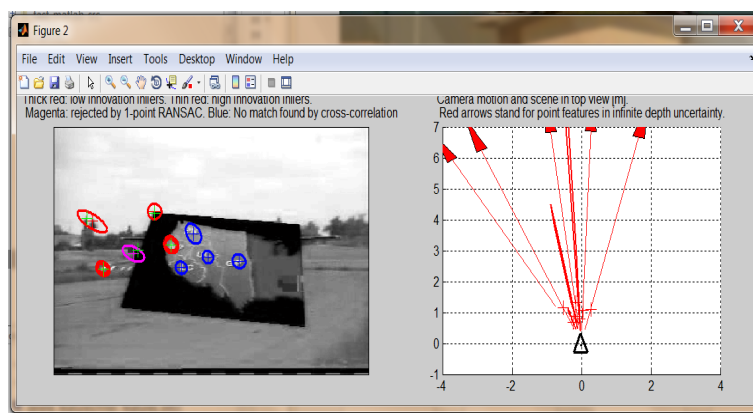 Figure 2
File Edit View Insert Tools Desktop Window Help
Thick red: low innovation inliers. Thin red: high innovation inliers.
Magenta: rejected by 1-point RANSAC. Blue: No match found by cross-correlation
Camera motion and scene in top view [m].
Red arrows stand for point features in infinite depth uncertainty.
7
6
5
4
3
2
1
0
-1
-4 -2 0 2 4